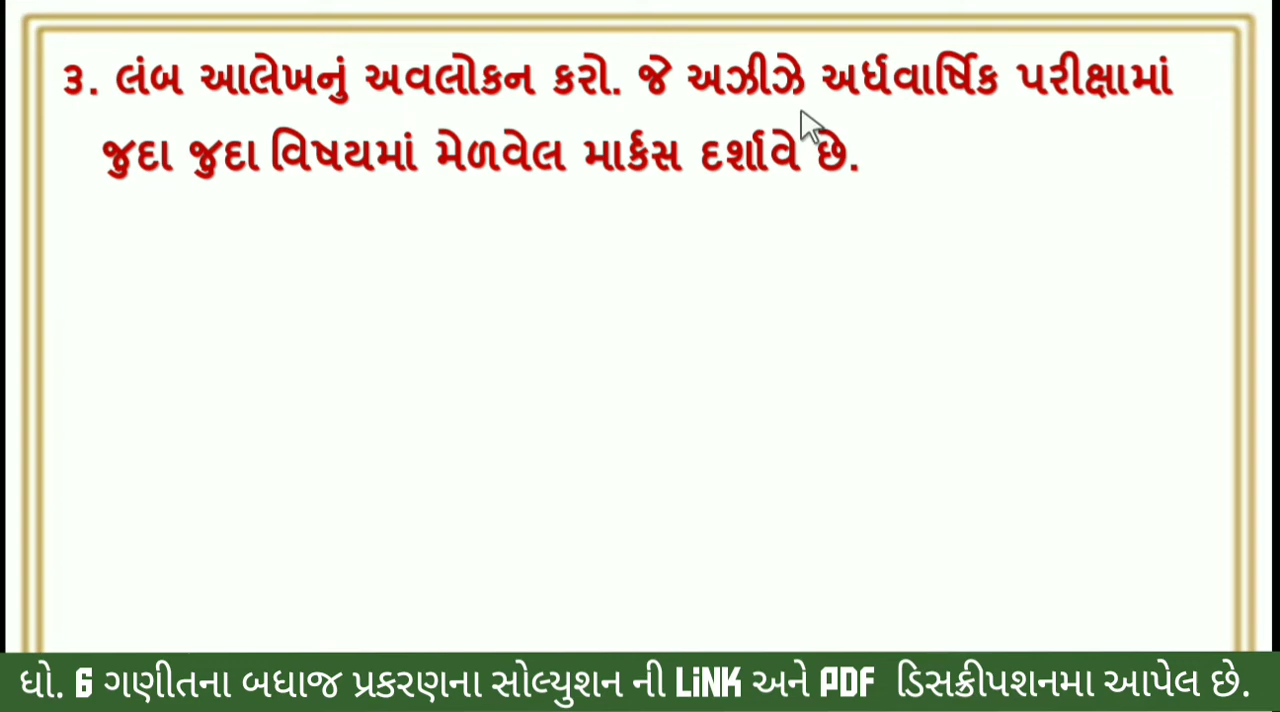 ૩. લંબ આલેખનું અવલોકન કરો. જે અઝીઝે અર્ધવાર્ષિક પરીક્ષામાં
જુદા જુદા વિષયમાં મેળવેલ માર્કસ દર્શાવે છે.
ધો. 6 ગણીતના બધાજ પ્રકરણના સોલ્યુશન ની LiNK અને PDF ડિસક્રીપશનમા આપેલ છે.